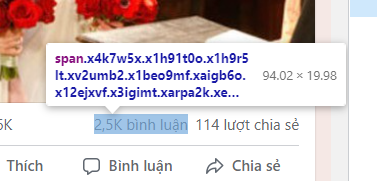 span.x4k7w5x.x1h91t0o.x1h9r5
lt.xv2umb2.x1beo9mf.xaigb6o. 94.02 × 19.98
x12ejxvf.x3igimt.xarpa2k.xe...
5K 2,5K bình luận 114 lượt chia sẻ
Thích Bình luận Chia sẻ